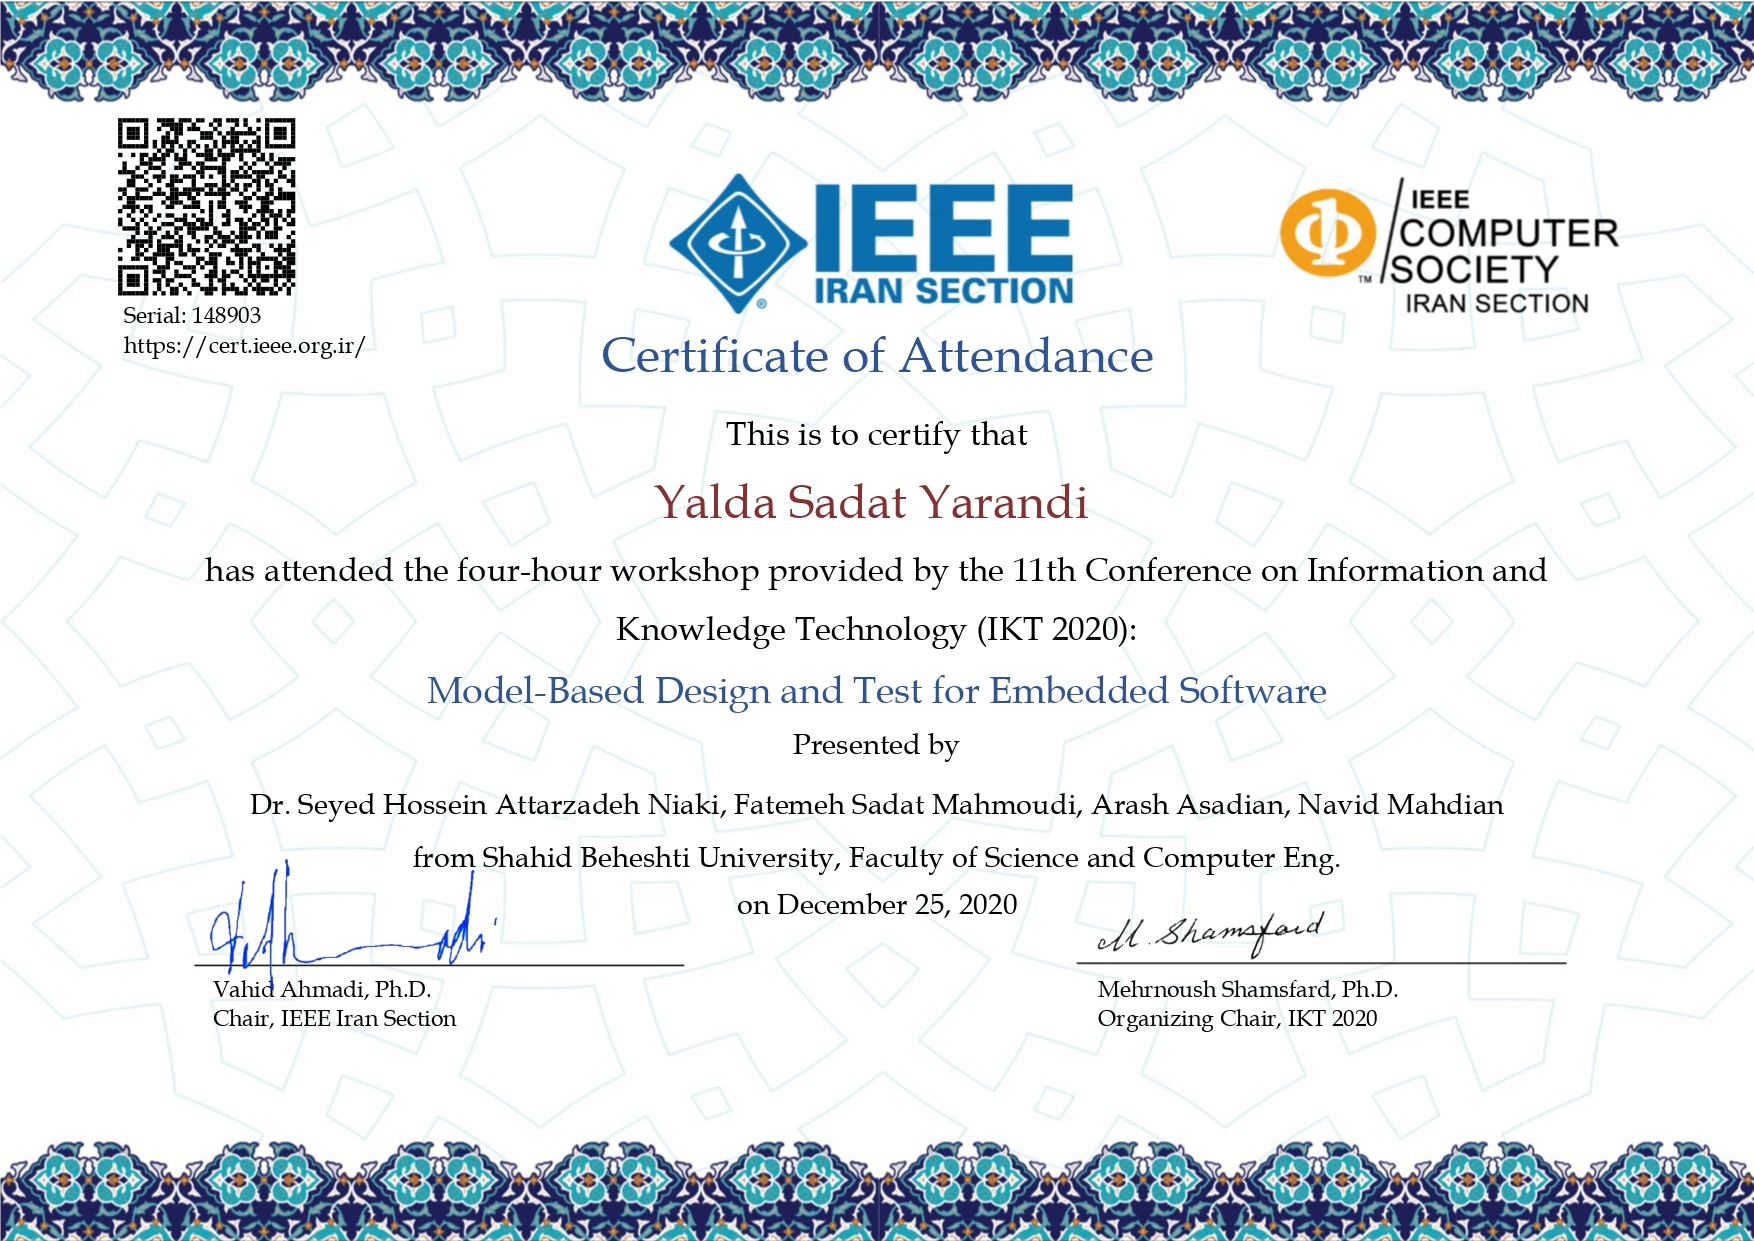 IEEE
IRAN SECTION
IEEE
COMPUTER
SOCIETY
IRAN SECTION
Serial: 148903
https://cert.ieee.org.ir/
Certificate of Attendance
This is to certify that
Yalda Sadat Yarandi
has attended the four-hour workshop provided by the 11th Conference on Information and
Knowledge Technology (IKT 2020):
Model-Based Design and Test for Embedded Software
Presented by
Dr. Seyed Hossein Attarzadeh Niaki, Fatemeh Sadat Mahmoudi, Arash Asadian, Navid Mahdian
from Shahid Beheshti University, Faculty of Science and Computer Eng.
on December 25, 2020
M. Shamsfard
Vahid Ahmadi, Ph.D.
Chair, IEEE Iran Section
Mehrnoush Shamsfard, Ph.D.
Organizing Chair, IKT 2020